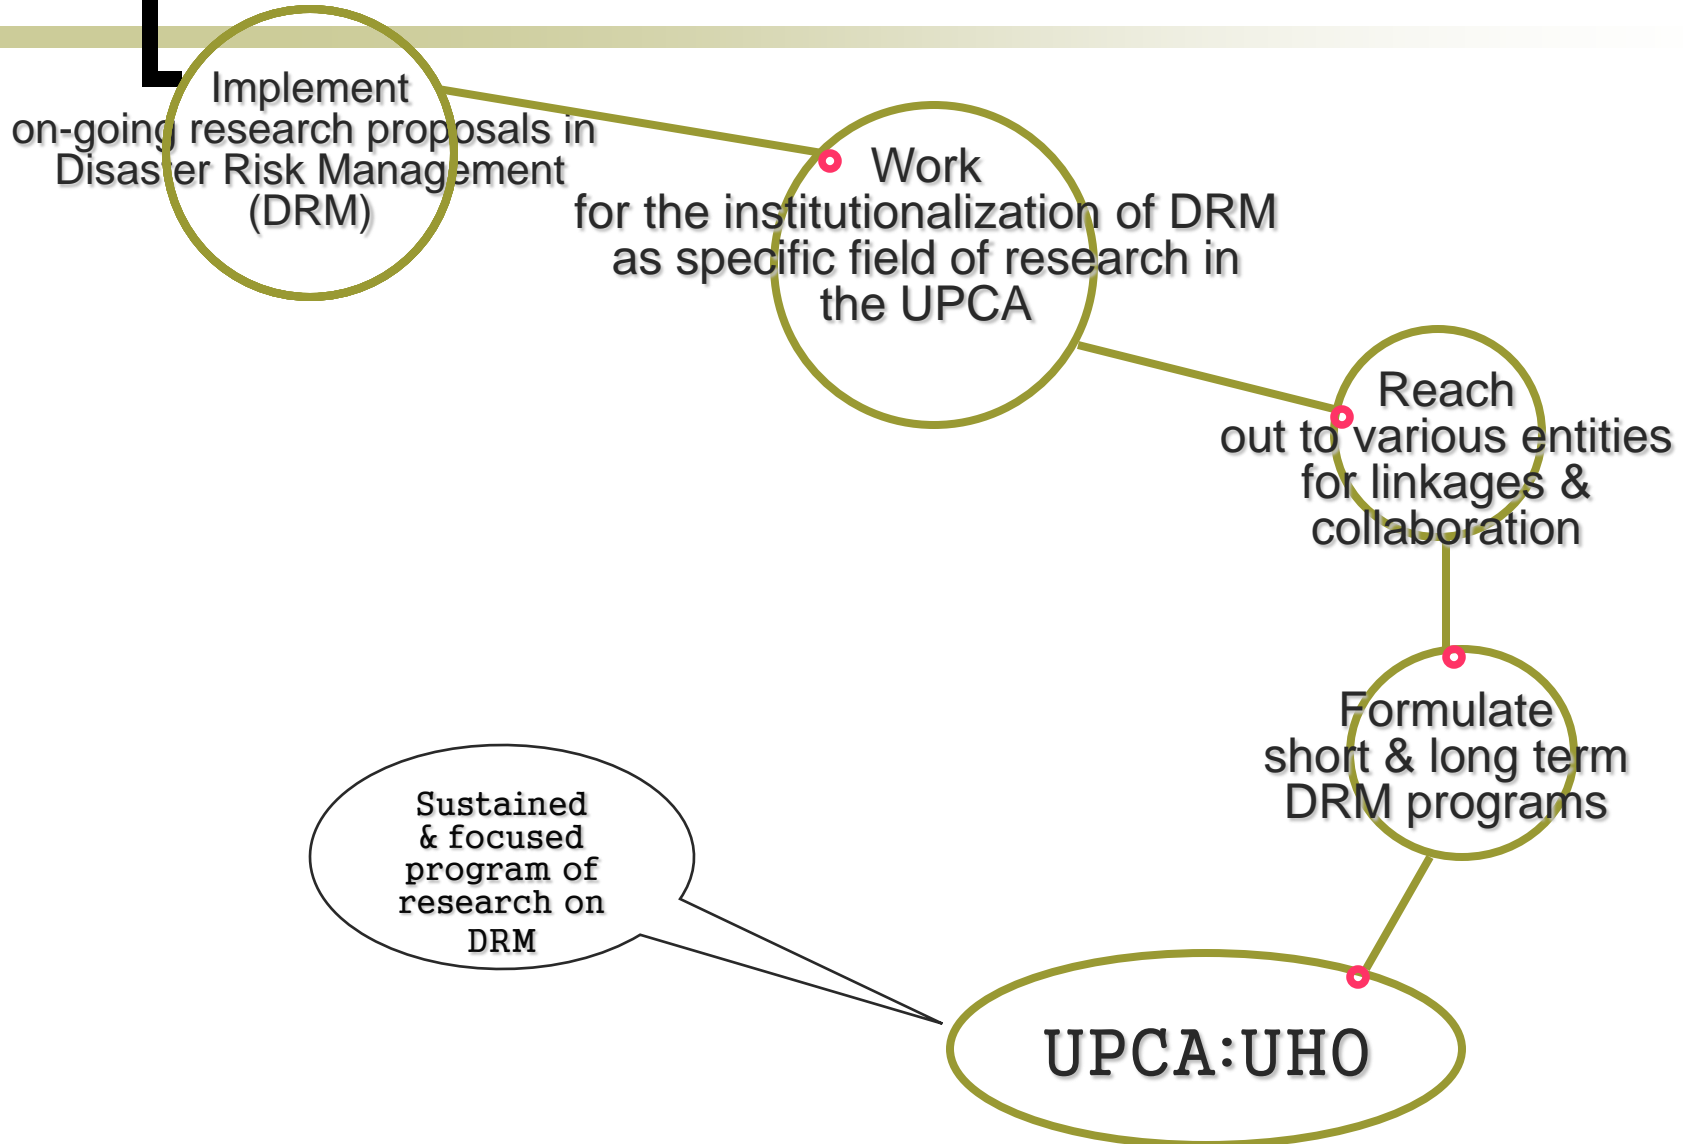 Implement
on-going research proposals in
Disaster Risk Management
(DRM)
Work
for the institutionalization of DRM
as specific field of research in
the UPCA
Reach
out to various entities
for linkages &
collaboration
Formulate
short & long term
DRM programs
Sustained
& focused
program of
research on
DRM
UPCA:UHO